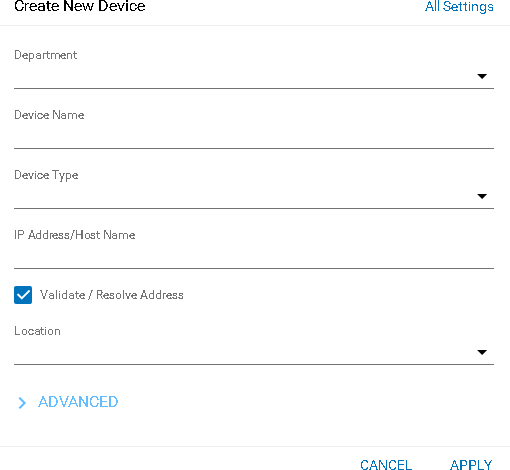 Create New Device
All Settings
Department
Device Name
Device Type
IP Address/Host Name
Validate / Resolve Address
Location
ADVANCED
CANCEL
APPLY